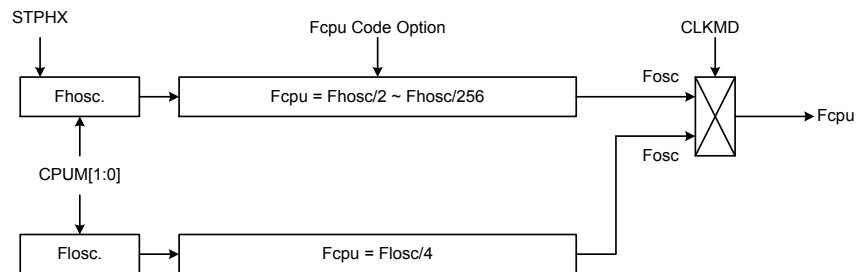 STPHX
Fcpu Code Option
CLKMD
Fhosc.
Fcpu = Fhosc/2 ~ Fhosc/256
Fosc
Fcpu
Fosc
CPUM[1:0]
Flosc.
Fcpu = Flosc/4